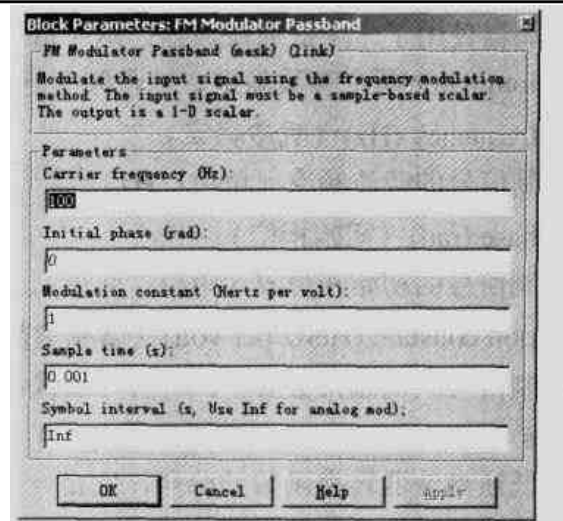 Block Parameters: FM Modulator Passband
FM Modulator Passband (mask) (link)
Modulate the input signal using the frequency modulation
method. The input signal must be a sample-based scalar.
The output is a 1-D scalar.
Parameters
Carrier frequency (Hz):
100
Initial phase (rad):
0
Modulation constant (Hertz per volt):
1
Sample time (s):
0.001
Symbol interval (s, Use Inf for analog mod):
Inf
OK Cancel Help Apply